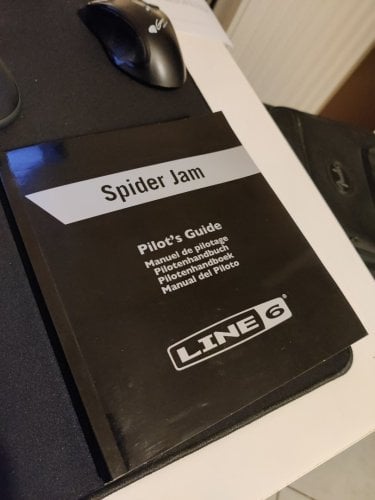 Spider Jam
Pilot's Guide
Manuel de pilotage
Pilotenhandbuch
Pilotenhandboek
Manual del Piloto
LINE 6®